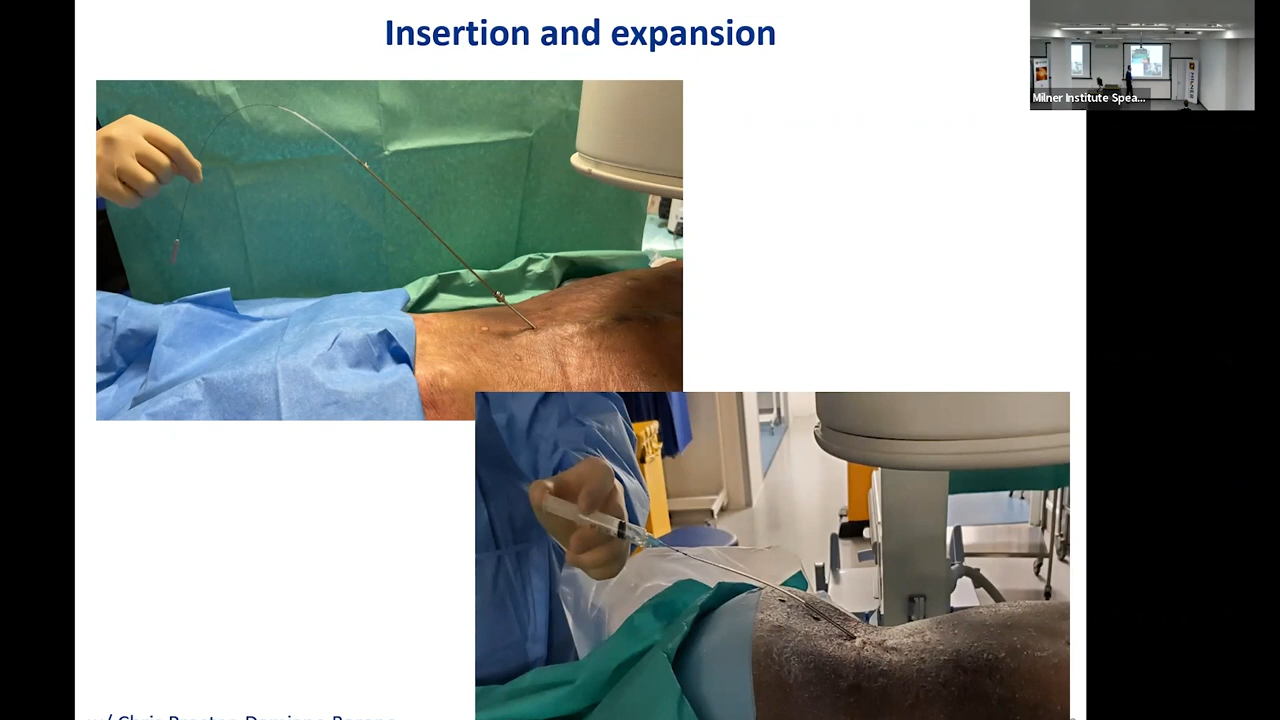 Insertion and expansion
Milner Institute Spea...
w/ Chris Proctor, Damiano Barone